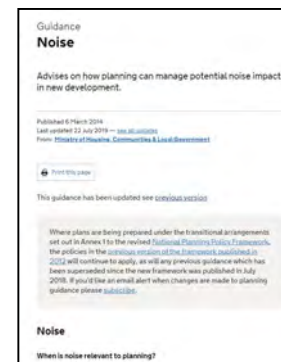 Guidance
Noise
Advises on how planning can manage potential noise impact
in new development.
Published 6 March 2014
Last updated 22 July 2019 — see all updates
From: Ministry of Housing, Communities & Local Government
Print this page
This guidance has been updated see previous version
Where plans are being prepared under the transitional arrangements
set out in Annex 1 to the revised National Planning Policy Framework,
the policies in the previous version of the framework published in
2012 will continue to apply, as will any previous guidance which has
been superseded since the new framework was published in July
2018. If you'd like an email alert when changes are made to planning
guidance please subscribe.
Noise
When is noise relevant to planning?